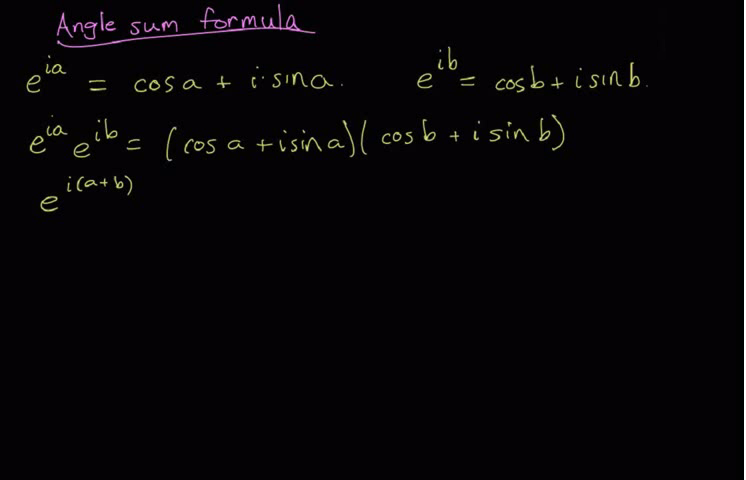 Angle sum formula
e^{ia} = cos a + i·sin a. e^{ib} = cos b + i sin b.
e^{ia} e^{ib} = (cos a + i sin a)(cos b + i sin b)
e^{i(a+b)}